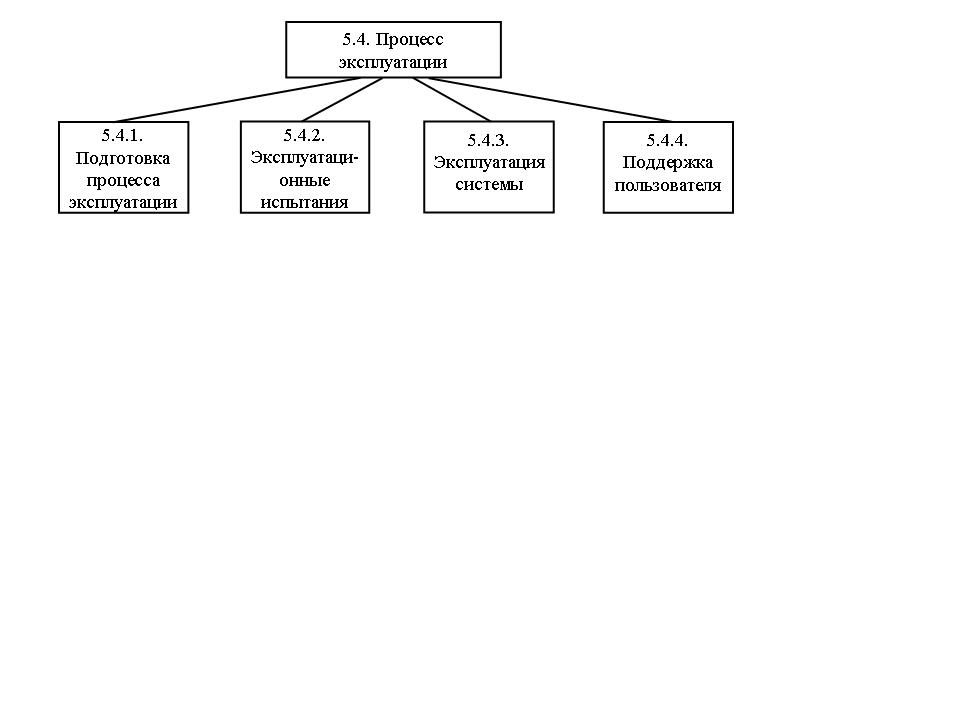 5.4. Процесс
эксплуатации
5.4.1.
Подготовка
процесса
эксплуатации
5.4.2.
Эксплуатаци-
онные
испытания
5.4.3.
Эксплуатация
системы
5.4.4.
Поддержка
пользователя